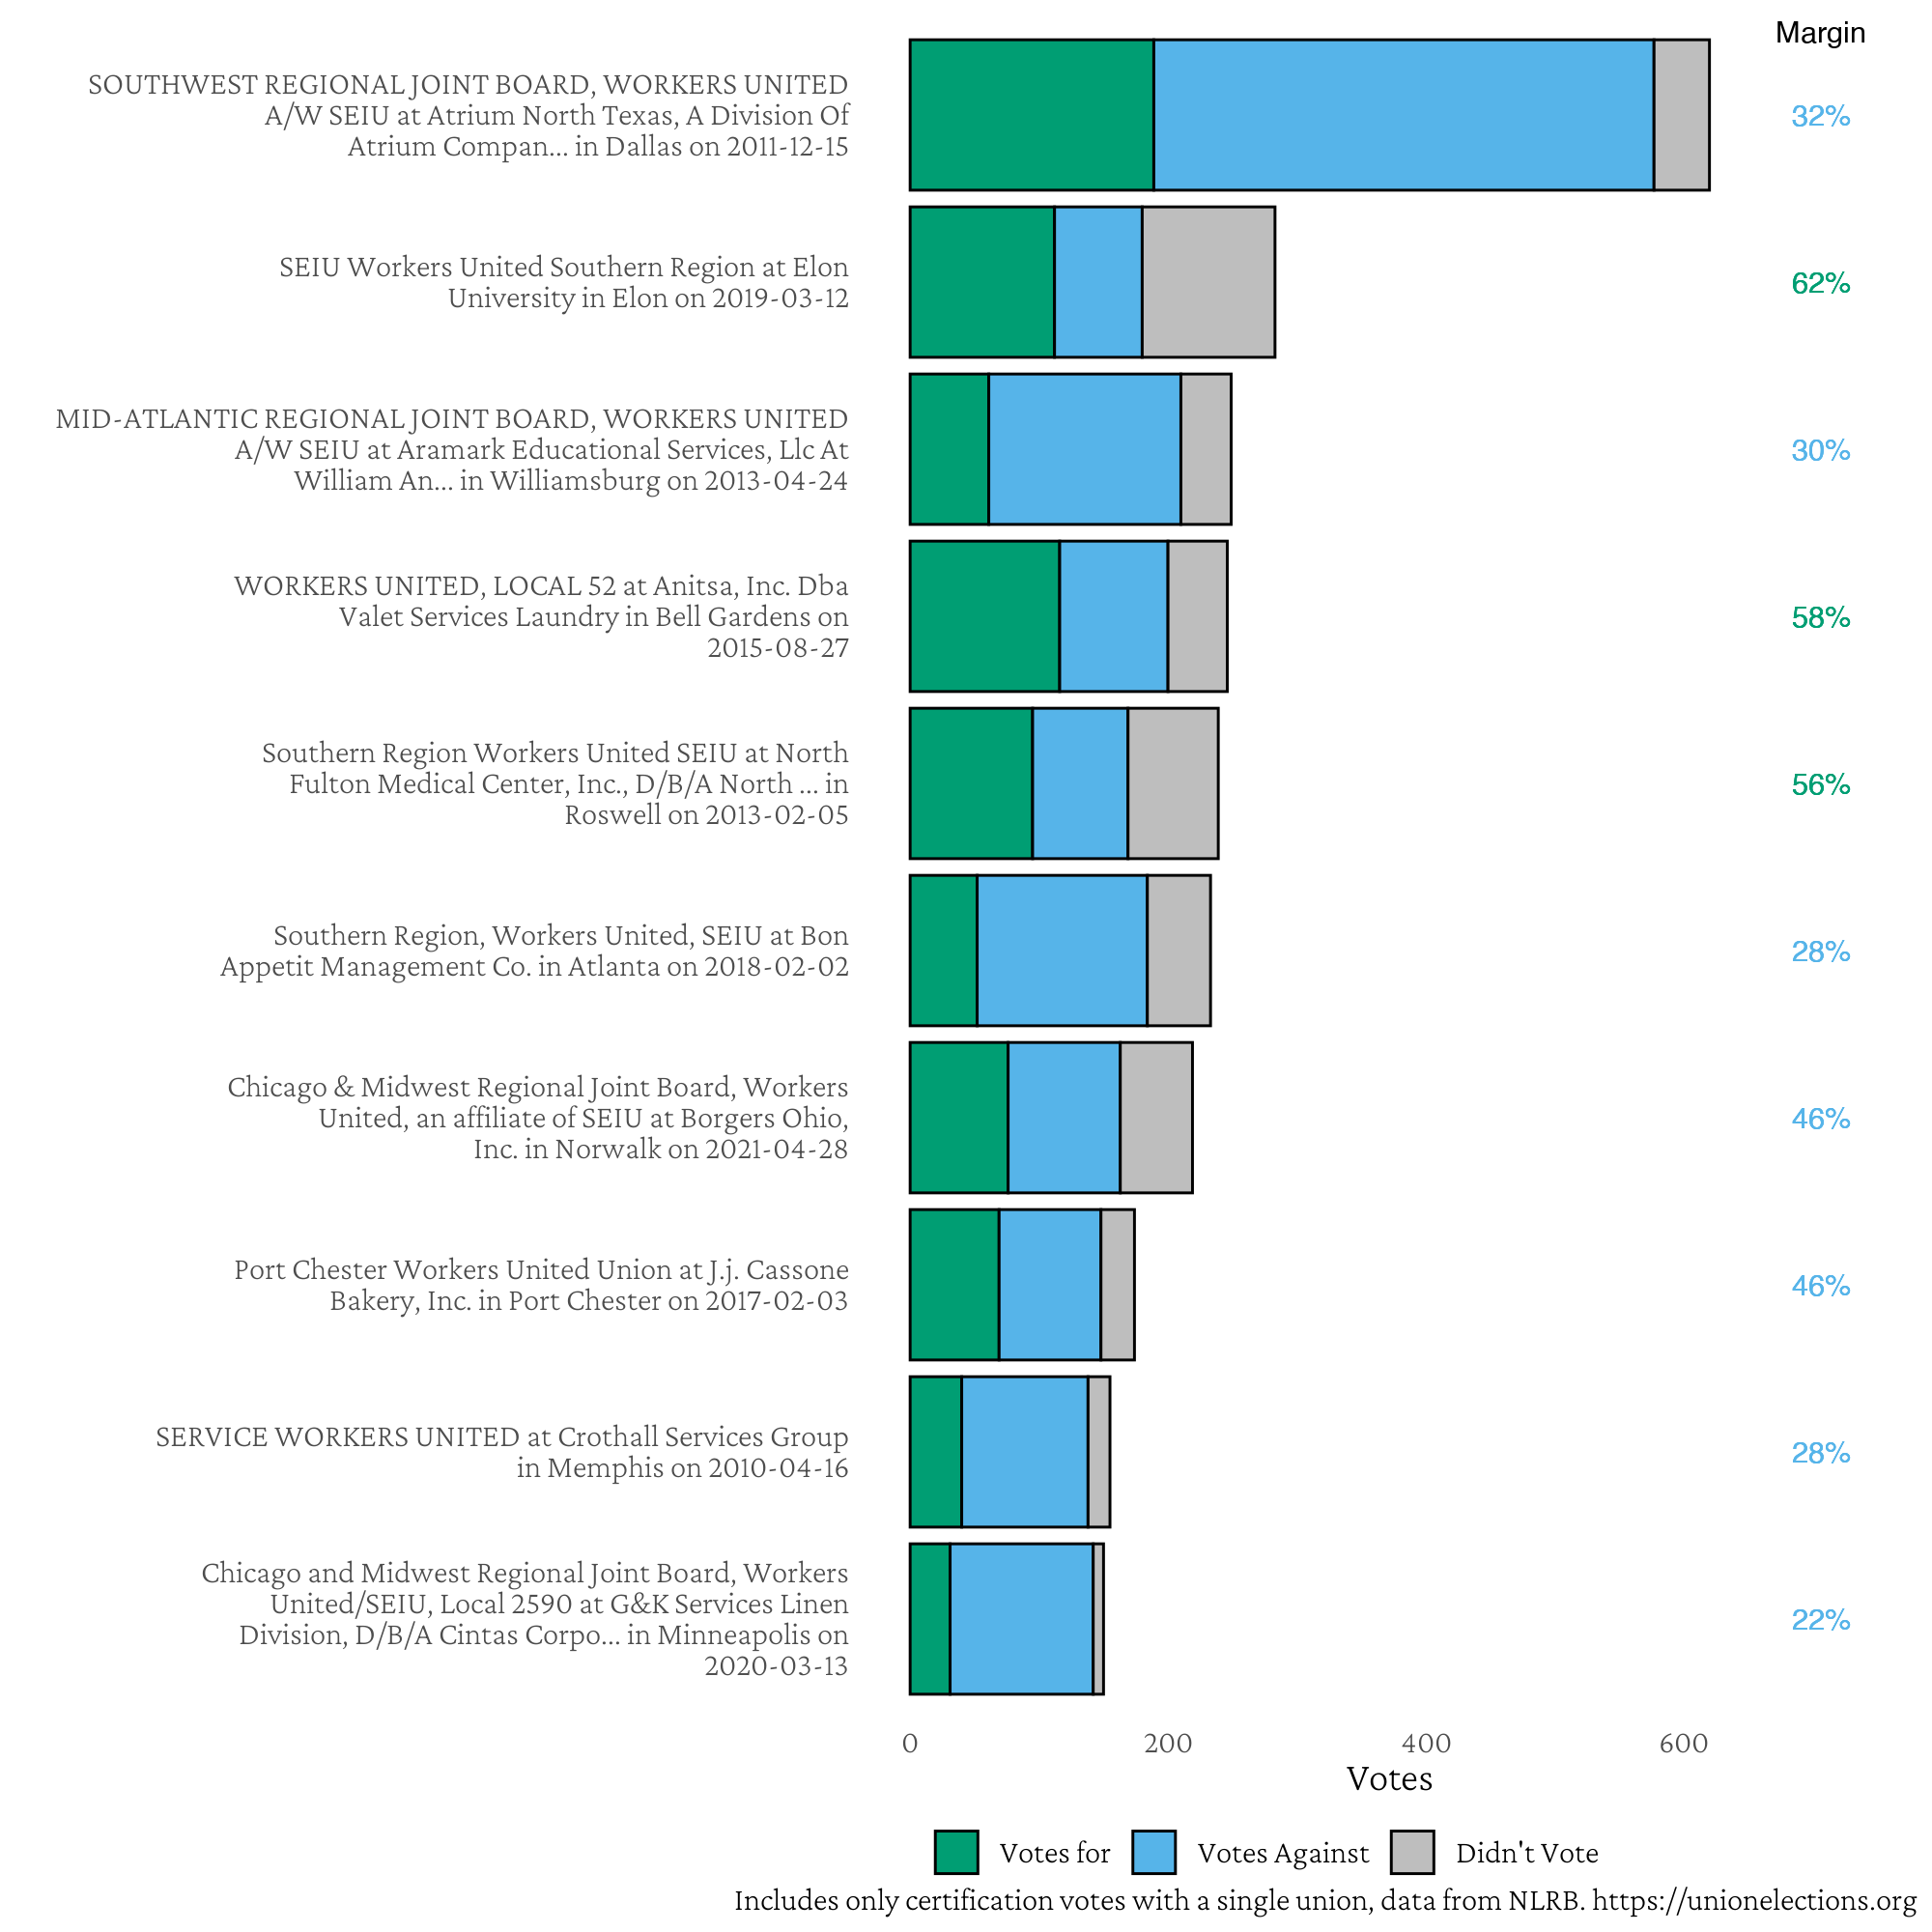 Margin
SOUTHWEST REGIONAL JOINT BOARD, WORKERS UNITED
A/W SEIU at Atrium North Texas, A Division Of
Atrium Compan... in Dallas on 2011-12-15
32%
SEIU Workers United Southern Region at Elon
University in Elon on 2019-03-12
62%
MID-ATLANTIC REGIONAL JOINT BOARD, WORKERS UNITED
A/W SEIU at Aramark Educational Services, Llc At
William An... in Williamsburg on 2013-04-24
30%
WORKERS UNITED, LOCAL 52 at Anitsa, Inc. Dba
Valet Services Laundry in Bell Gardens on
2015-08-27
58%
Southern Region Workers United SEIU at North
Fulton Medical Center, Inc., D/B/A North ... in
Roswell on 2013-02-05
56%
Southern Region, Workers United, SEIU at Bon
Appetit Management Co. in Atlanta on 2018-02-02
28%
Chicago & Midwest Regional Joint Board, Workers
United, an affiliate of SEIU at Borgers Ohio,
Inc. in Norwalk on 2021-04-28
46%
Port Chester Workers United Union at J.j. Cassone
Bakery, Inc. in Port Chester on 2017-02-03
46%
SERVICE WORKERS UNITED at Crothall Services Group
in Memphis on 2010-04-16
28%
Chicago and Midwest Regional Joint Board, Workers
United/SEIU, Local 2590 at G&K Services Linen
Division, D/B/A Cintas Corpo... in Minneapolis on
2020-03-13
22%
0 200 400 600
Votes
Votes for Votes Against Didn't Vote
Includes only certification votes with a single union, data from NLRB. https://unionelections.org